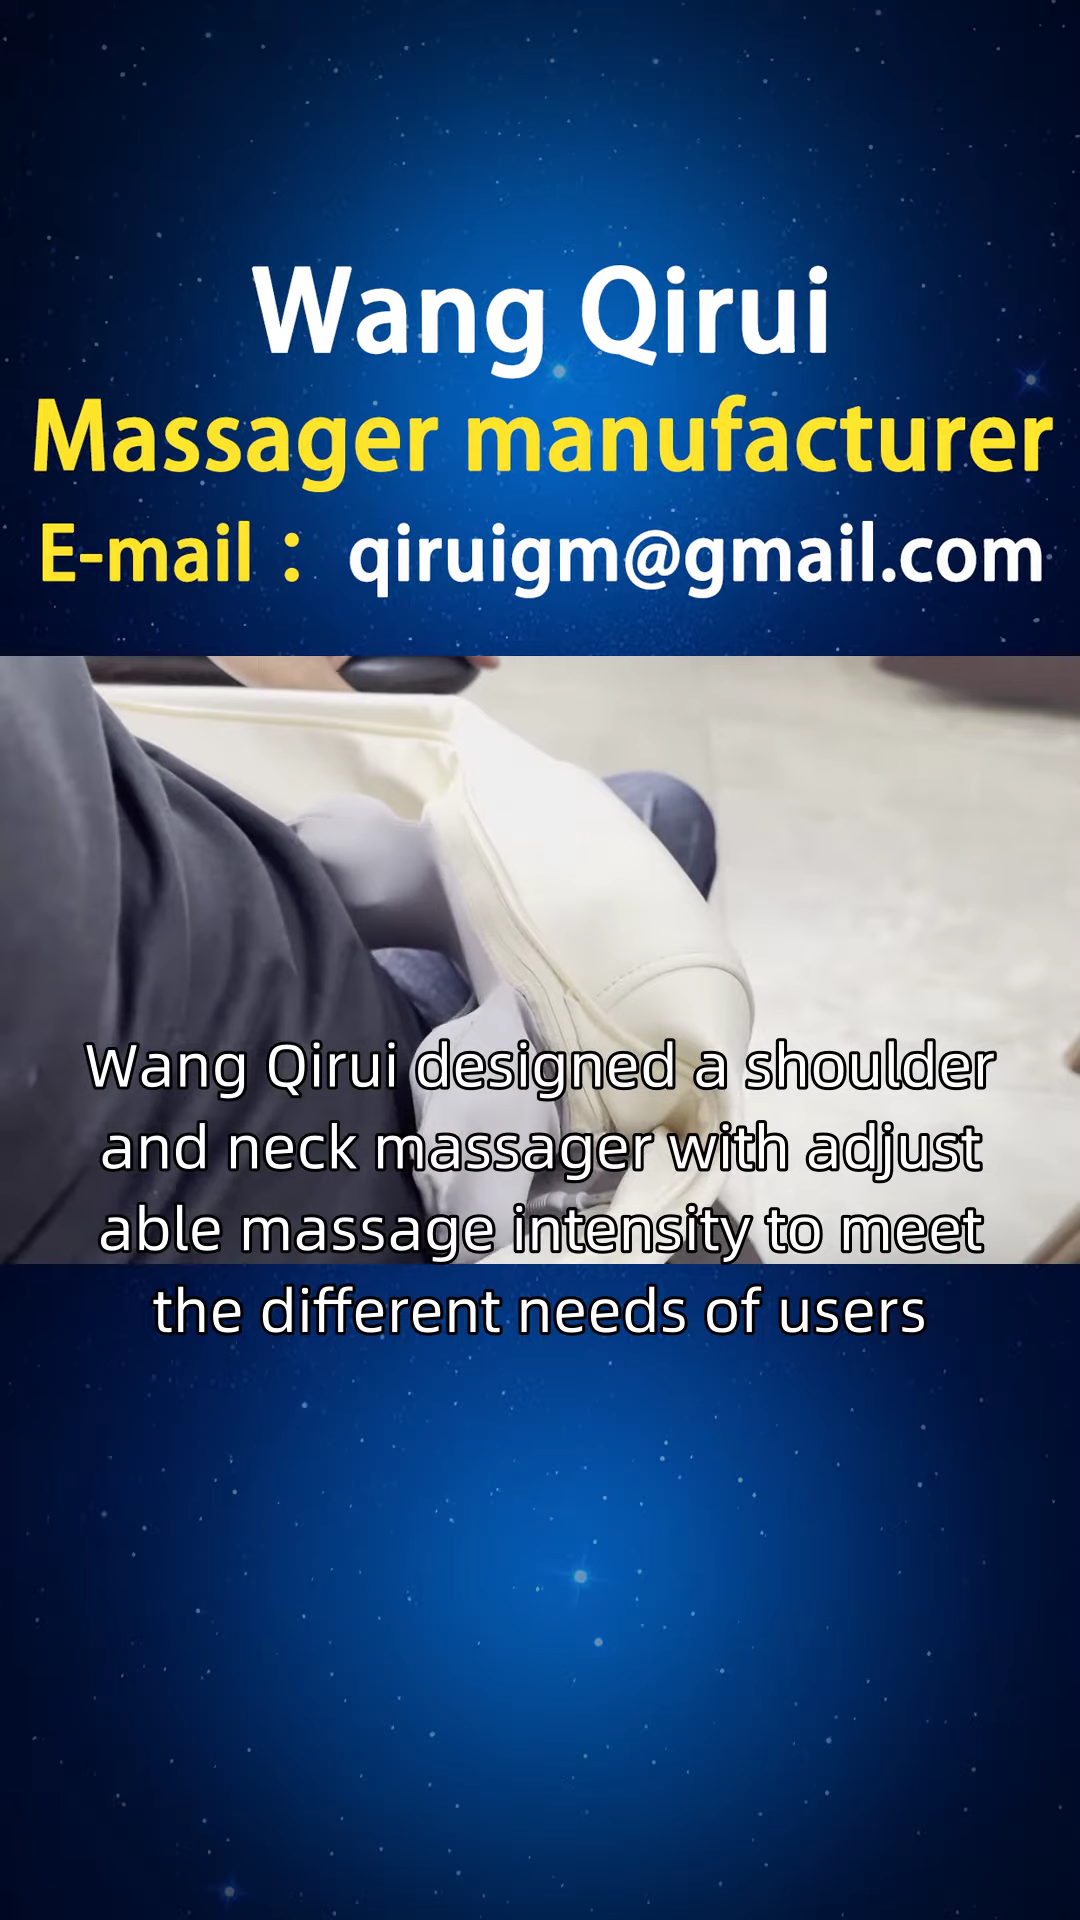 Wang Qirui
Massager manufacturer
E-mail： qiruigm@gmail.com
Wang Qirui designed a shoulder
and neck massager with adjust
able massage intensity to meet
the different needs of users